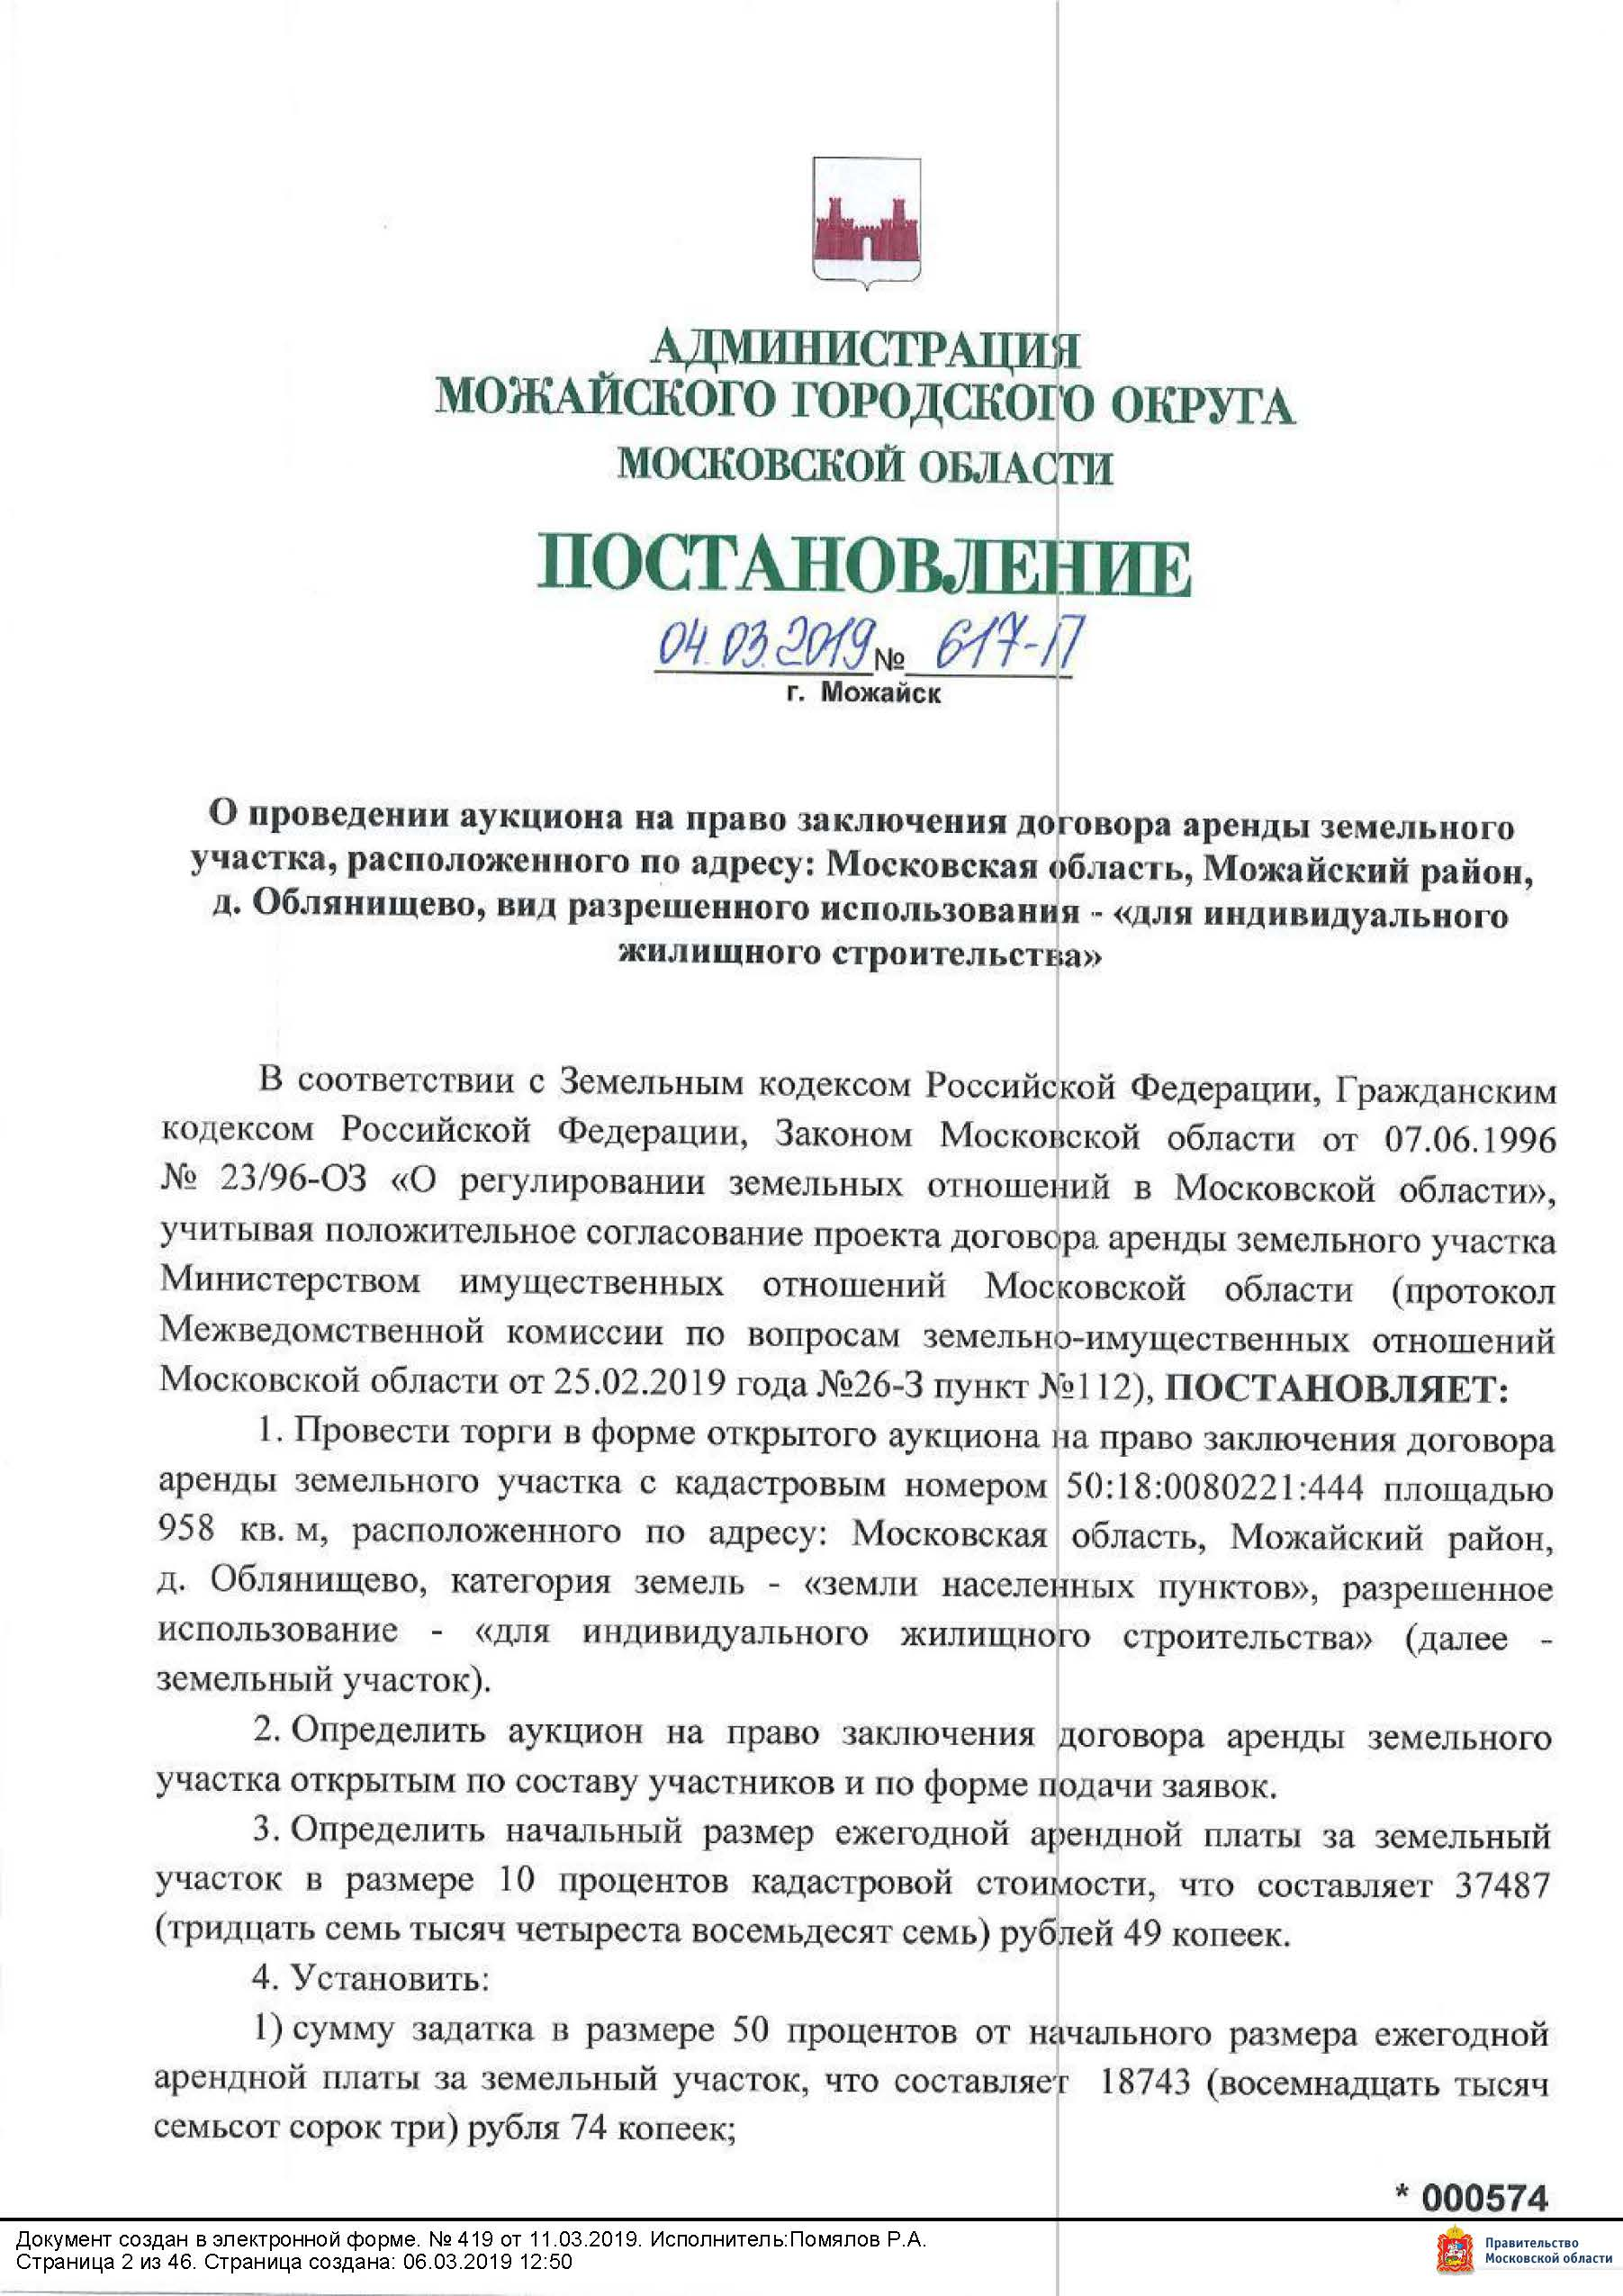 АДМИНИСТРАЦИЯ
МОЖАЙСКОГО ГОРОДСКОГО ОКРУГА
МОСКОВСКОЙ ОБЛАСТИ
ПОСТАНОВЛЕНИЕ
04.03.2019 № 617-П
г. Можайск
О проведении аукциона на право заключения договора аренды земельного
участка, расположенного по адресу: Московская область, Можайский район,
д. Облянищево, вид разрешенного использования - «для индивидуального
жилищного строительства»
В соответствии с Земельным кодексом Российской Федерации, Гражданским
кодексом Российской Федерации, Законом Московской области от 07.06.1996
№ 23/96-ОЗ «О регулировании земельных отношений в Московской области»,
учитывая положительное согласование проекта договора аренды земельного участка
Министерством имущественных отношений Московской области (протокол
Межведомственной комиссии по вопросам земельно-имущественных отношений
Московской области от 25.02.2019 года №26-З пункт №112), ПОСТАНОВЛЯЕТ:
1. Провести торги в форме открытого аукциона на право заключения договора
аренды земельного участка с кадастровым номером 50:18:0080221:444 площадью
958 кв. м, расположенного по адресу: Московская область, Можайский район,
д. Облянищево, категория земель - «земли населенных пунктов», разрешенное
использование - «для индивидуального жилищного строительства» (далее -
земельный участок).
2. Определить аукцион на право заключения договора аренды земельного
участка открытым по составу участников и по форме подачи заявок.
3. Определить начальный размер ежегодной арендной платы за земельный
участок в размере 10 процентов кадастровой стоимости, что составляет 37487
(тридцать семь тысяч четыреста восемьдесят семь) рублей 49 копеек.
4. Установить:
1) сумму задатка в размере 50 процентов от начального размера ежегодной
арендной платы за земельный участок, что составляет 18743 (восемнадцать тысяч
семьсот сорок три) рубля 74 копеек;
* 000574
Документ создан в электронной форме. № 419 от 11.03.2019. Исполнитель:Помялов Р.А.
Страница 2 из 46. Страница создана: 06.03.2019 12:50
Правительство
Московской области